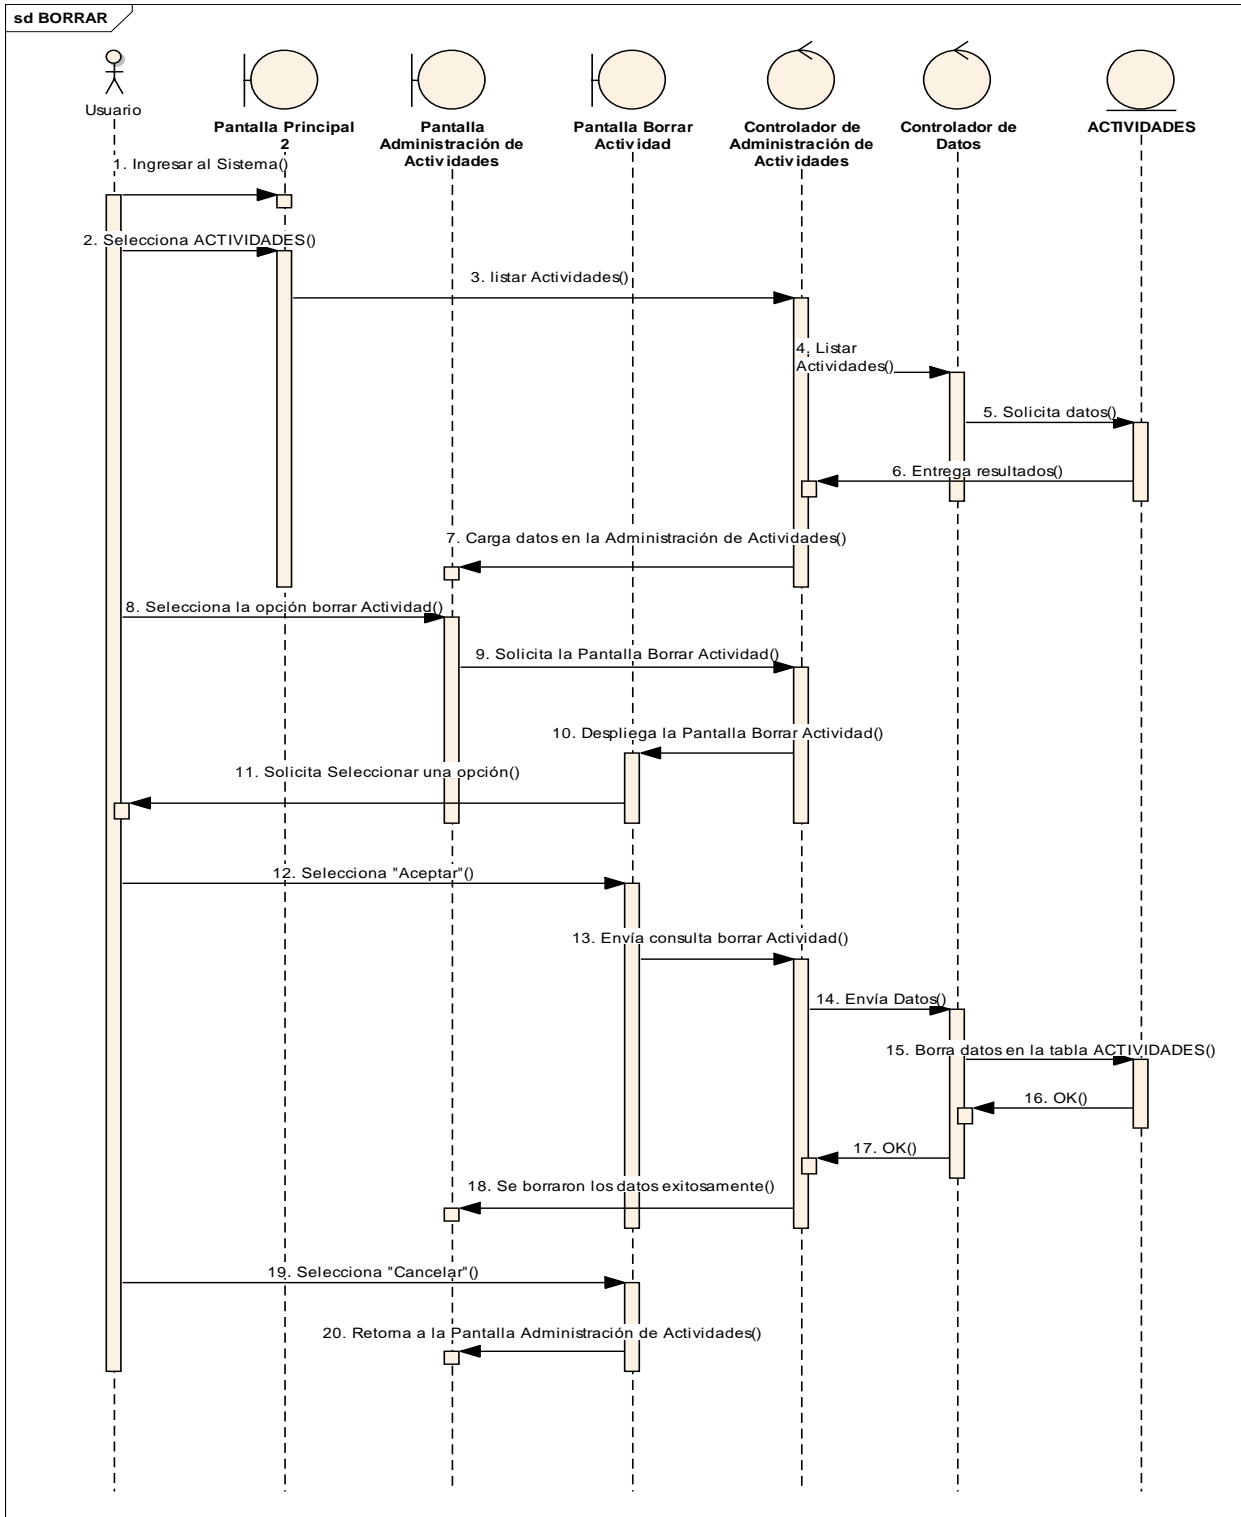 sd BORRAR
Usuario
Pantalla Principal
2
Pantalla
Administración de
Actividades
Pantalla Borrar
Actividad
Controlador de
Administración de
Actividades
Controlador de
Datos
ACTIVIDADES
1. Ingresar al Sistema()
2. Selecciona ACTIVIDADES()
3. listar Actividades()
4. Listar
Actividades()
5. Solicita datos()
6. Entrega resultados()
7. Carga datos en la Administración de Actividades()
8. Selecciona la opción borrar Actividad()
9. Solicita la Pantalla Borrar Actividad()
10. Despliega la Pantalla Borrar Actividad()
11. Solicita Seleccionar una opción()
12. Selecciona "Aceptar"()
13. Envía consulta borrar Actividad()
14. Envía Datos()
15. Borra datos en la tabla ACTIVIDADES()
16. OK()
17. OK()
18. Se borraron los datos exitosamente()
19. Selecciona "Cancelar"()
20. Retorna a la Pantalla Administración de Actividades()